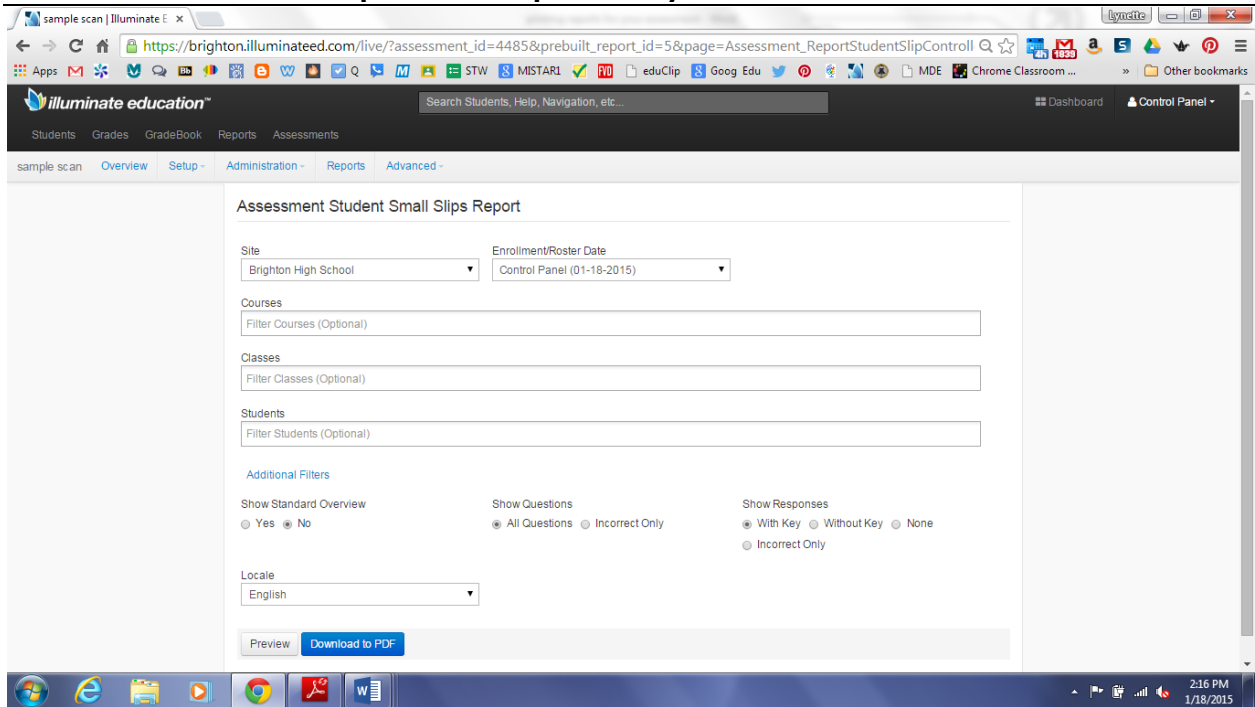 sample scan | Illuminate E ×
Lynette
https://brighton.illuminateed.com/live/?assessment_id=4485&prebuilt_report_id=5&page=Assessment_ReportStudentSlipControll
4h 1839
Apps Q STW MISTAR1 eduClip Goog Edu MDE Chrome Classroom ... » Other bookmarks
illuminate education™
Search Students, Help, Navigation, etc...
Dashboard Control Panel
Students Grades GradeBook Reports Assessments
sample scan Overview Setup Administration Reports Advanced
Assessment Student Small Slips Report
Site Enrollment/Roster Date
Brighton High School Control Panel (01-18-2015)
Courses
Filter Courses (Optional)
Classes
Filter Classes (Optional)
Students
Filter Students (Optional)
Additional Filters
Show Standard Overview Show Questions Show Responses
Yes No All Questions Incorrect Only With Key Without Key None
Incorrect Only
Locale
English
Preview Download to PDF
2:16 PM
1/18/2015